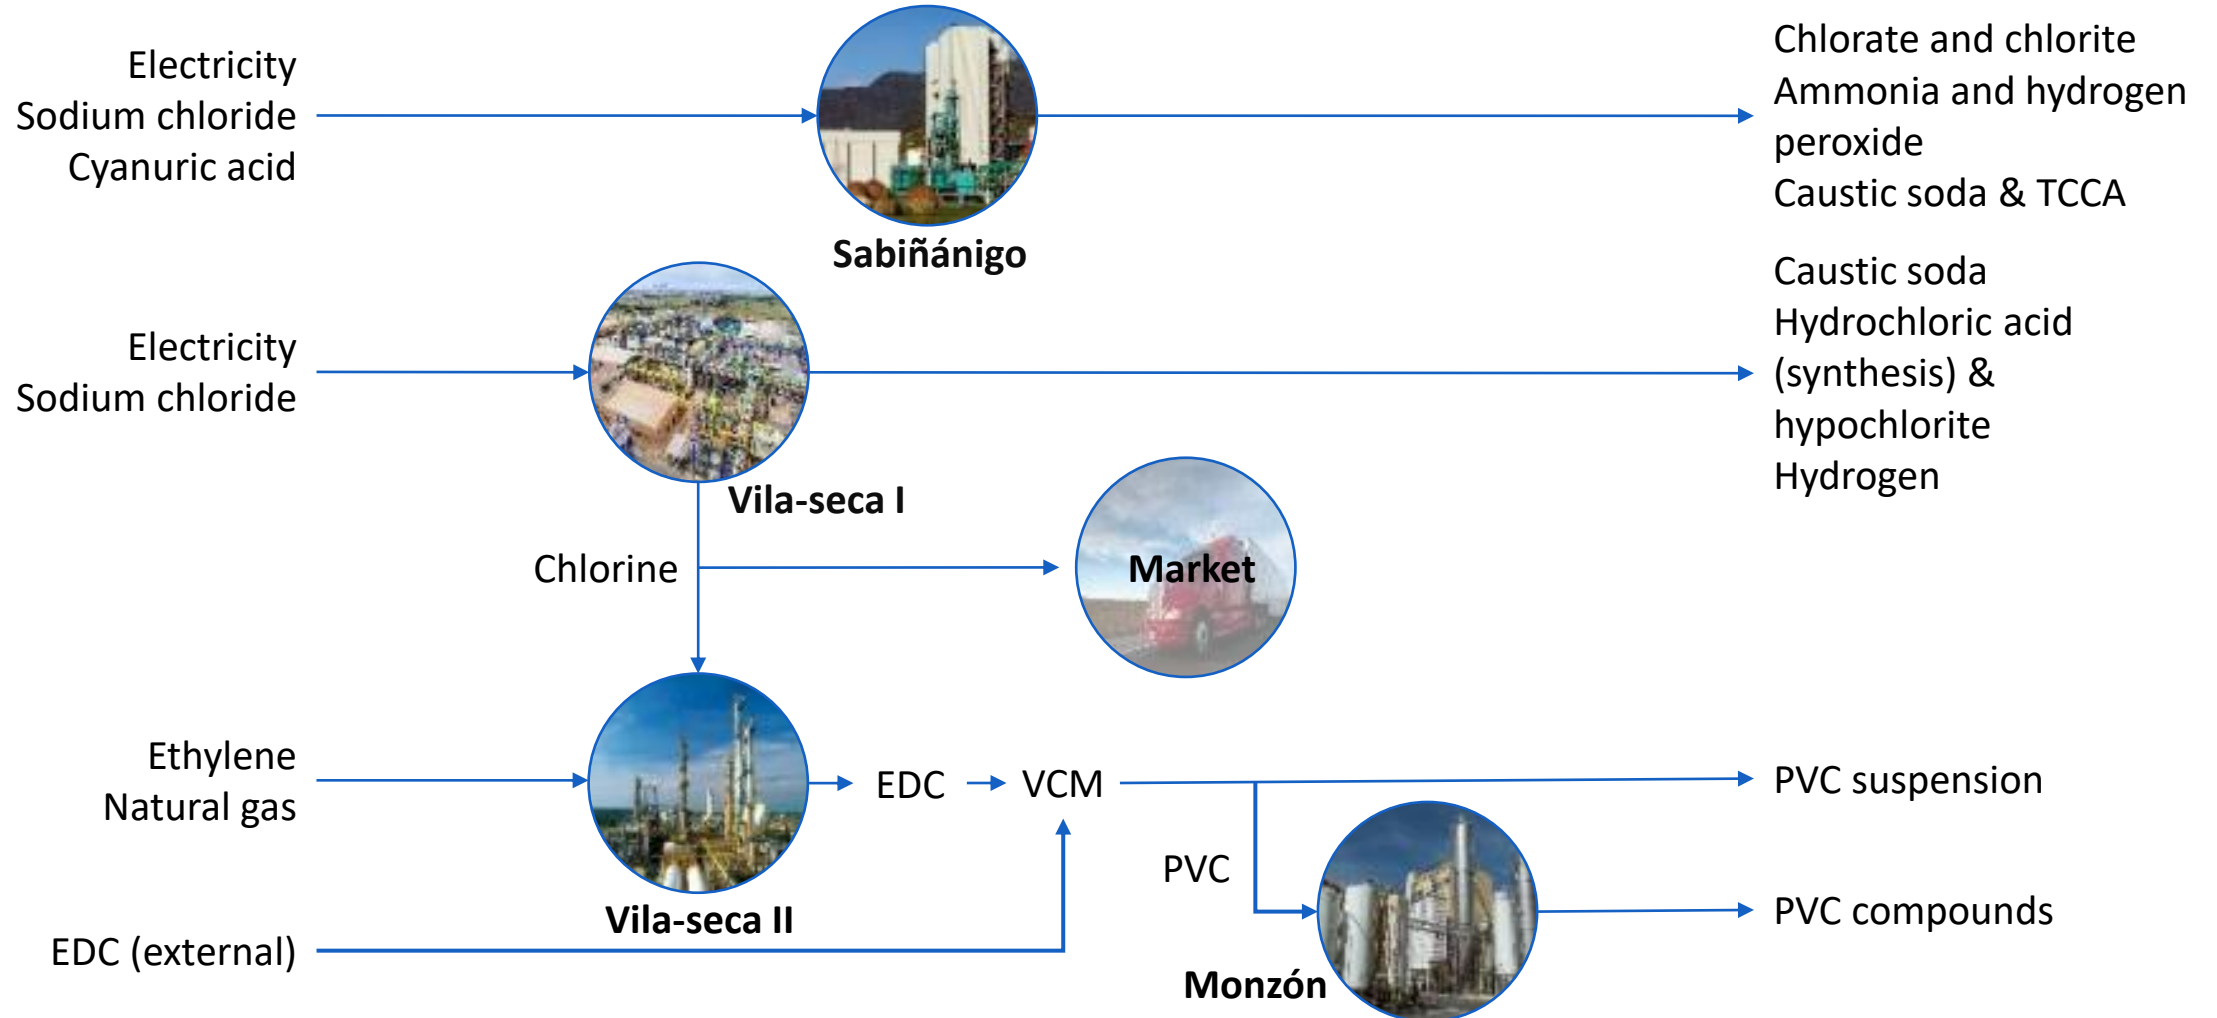 Electricity
Sodium chloride
Cyanuric acid
Sabiñánigo
Chlorate and chlorite
Ammonia and hydrogen
peroxide
Caustic soda & TCCA
Electricity
Sodium chloride
Vila-seca I
Caustic soda
Hydrochloric acid
(synthesis) &
hypochlorite
Hydrogen
Chlorine
Market
Ethylene
Natural gas
Vila-seca II
EDC
VCM
PVC suspension
PVC
EDC (external)
Monzón
PVC compounds